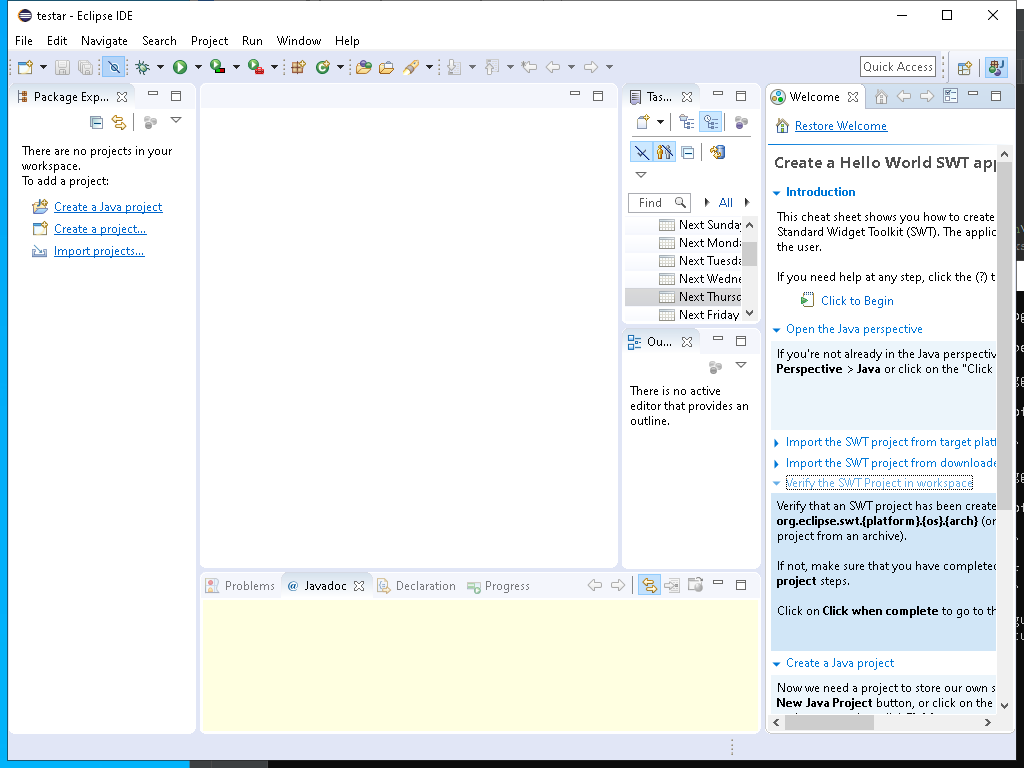 testar - Eclipse IDE
File Edit Navigate Search Project Run Window Help
Quick Access
Package Exp...
There are no projects in your
workspace.
To add a project:
Create a Java project
Create a project...
Import projects...
Tas...
Find
All
Next Sunday
Next Monda
Next Tuesda
Next Wedne
Next Thursd
Next Friday
Ou...
There is no active
editor that provides an
outline.
Problems @ Javadoc Declaration Progress
Welcome
Restore Welcome
Create a Hello World SWT app
Introduction
This cheat sheet shows you how to create
Standard Widget Toolkit (SWT). The applic
the user.
If you need help at any step, click the (?) t
Click to Begin
Open the Java perspective
If you're not already in the Java perspectiv
Perspective > Java or click on the "Click
Import the SWT project from target platf
Import the SWT project from downloade
Verify the SWT Project in workspace
Verify that an SWT project has been create
org.eclipse.swt.{platform}.{os}.{arch} (or
project from an archive).
If not, make sure that you have completed
project steps.
Click on Click when complete to go to th
Create a Java project
Now we need a project to store our own s
New Java Project button, or click on the